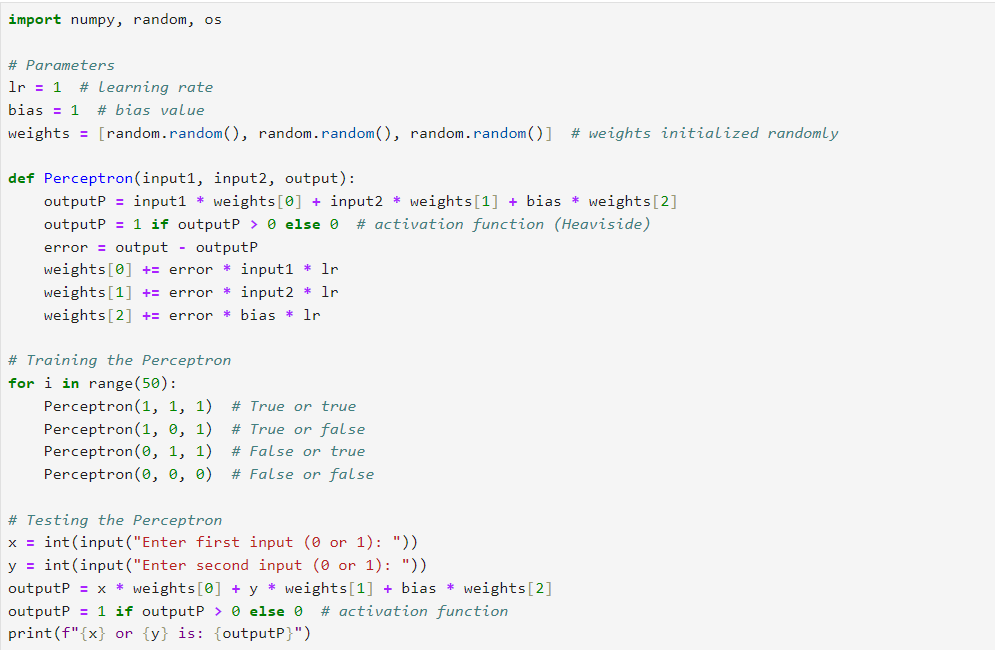 import numpy, random, os

# Parameters
lr = 1  # learning rate
bias = 1  # bias value
weights = [random.random(), random.random(), random.random()]  # weights initialized randomly

def Perceptron(input1, input2, output):
    outputP = input1 * weights[0] + input2 * weights[1] + bias * weights[2]
    outputP = 1 if outputP > 0 else 0  # activation function (Heaviside)
    error = output - outputP
    weights[0] += error * input1 * lr
    weights[1] += error * input2 * lr
    weights[2] += error * bias * lr

# Training the Perceptron
for i in range(50):
    Perceptron(1, 1, 1)  # True or true
    Perceptron(1, 0, 1)  # True or false
    Perceptron(0, 1, 1)  # False or true
    Perceptron(0, 0, 0)  # False or false

# Testing the Perceptron
x = int(input("Enter first input (0 or 1): "))
y = int(input("Enter second input (0 or 1): "))
outputP = x * weights[0] + y * weights[1] + bias * weights[2]
outputP = 1 if outputP > 0 else 0  # activation function
print(f"{x} or {y} is: {outputP}")